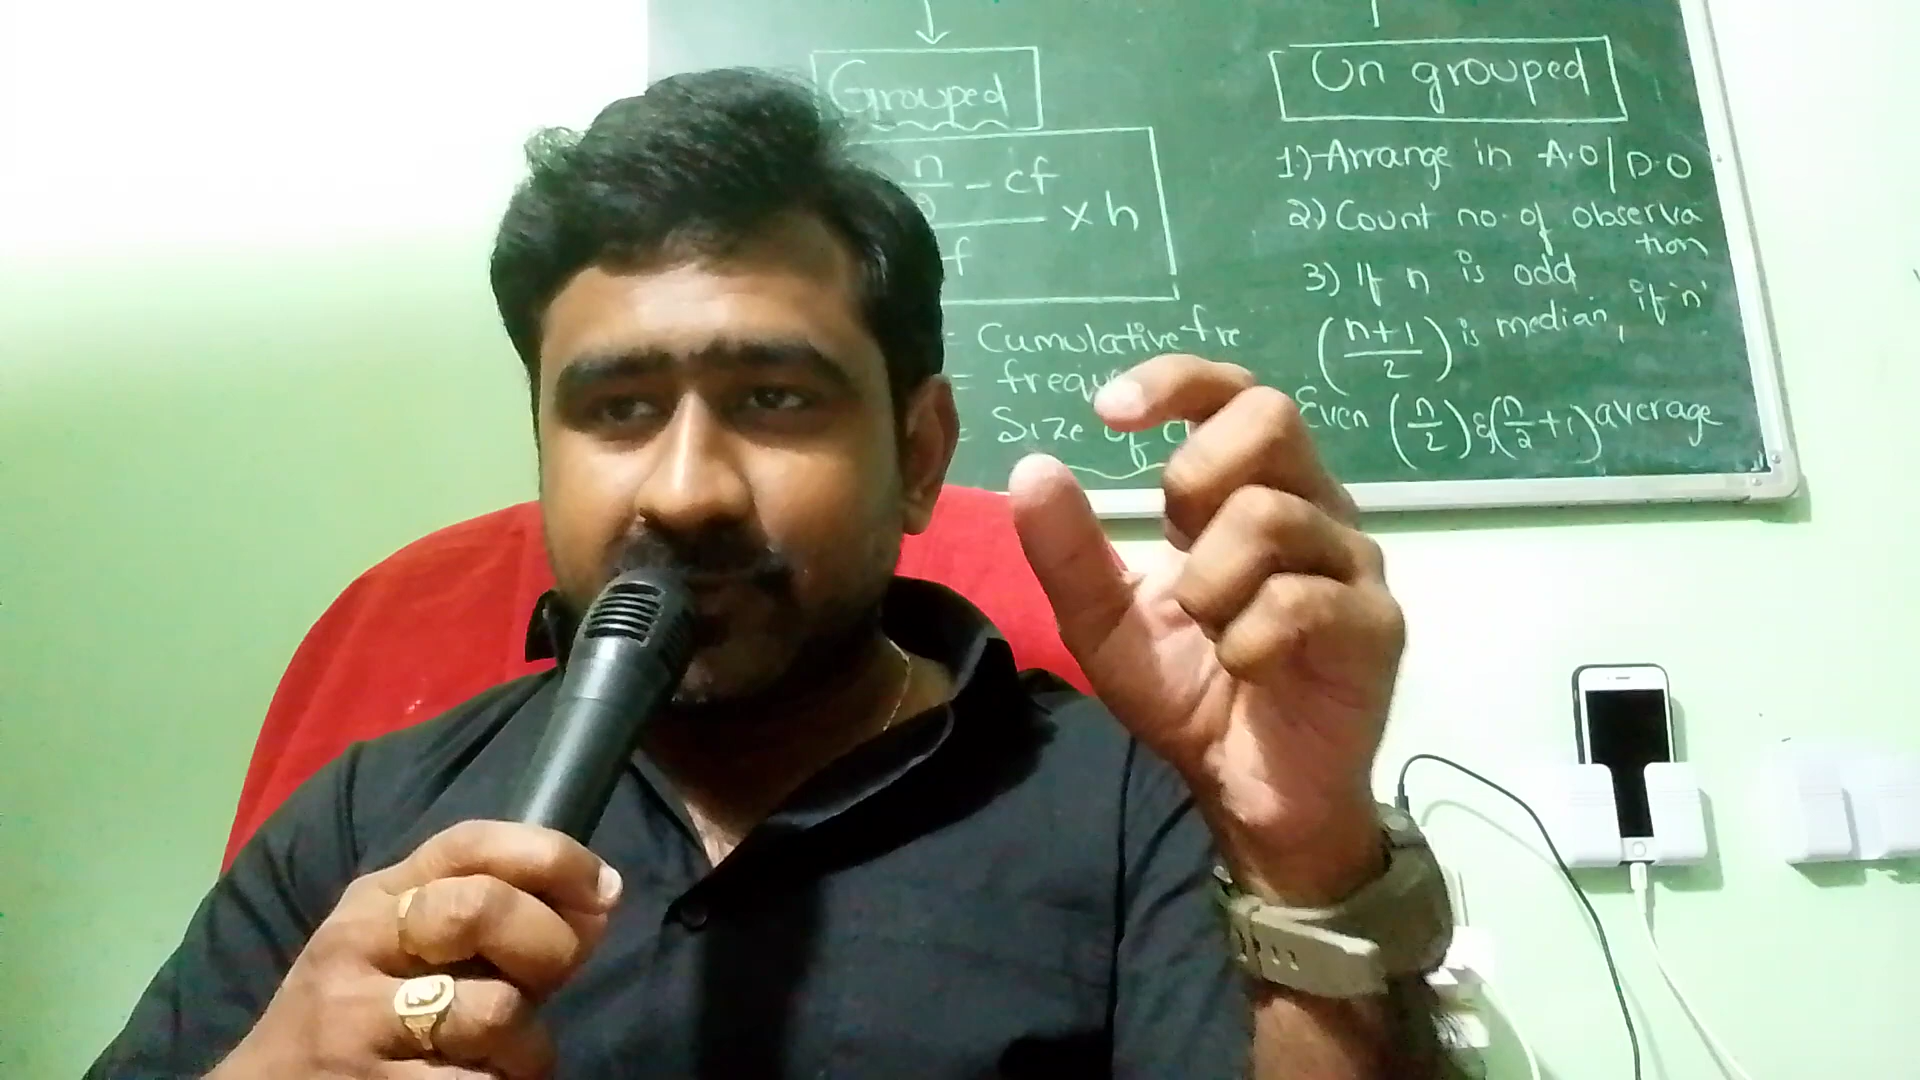 Grouped
n
— - cf
x h
f
= Cumulative fre
=
= Size of
Un grouped
1) Arrange in A.O/D.O
2) Count no. of observa
tion
3) If n is odd
(n+1/2) is median, if 'n'
Even (n/2) & (n/2+1) average